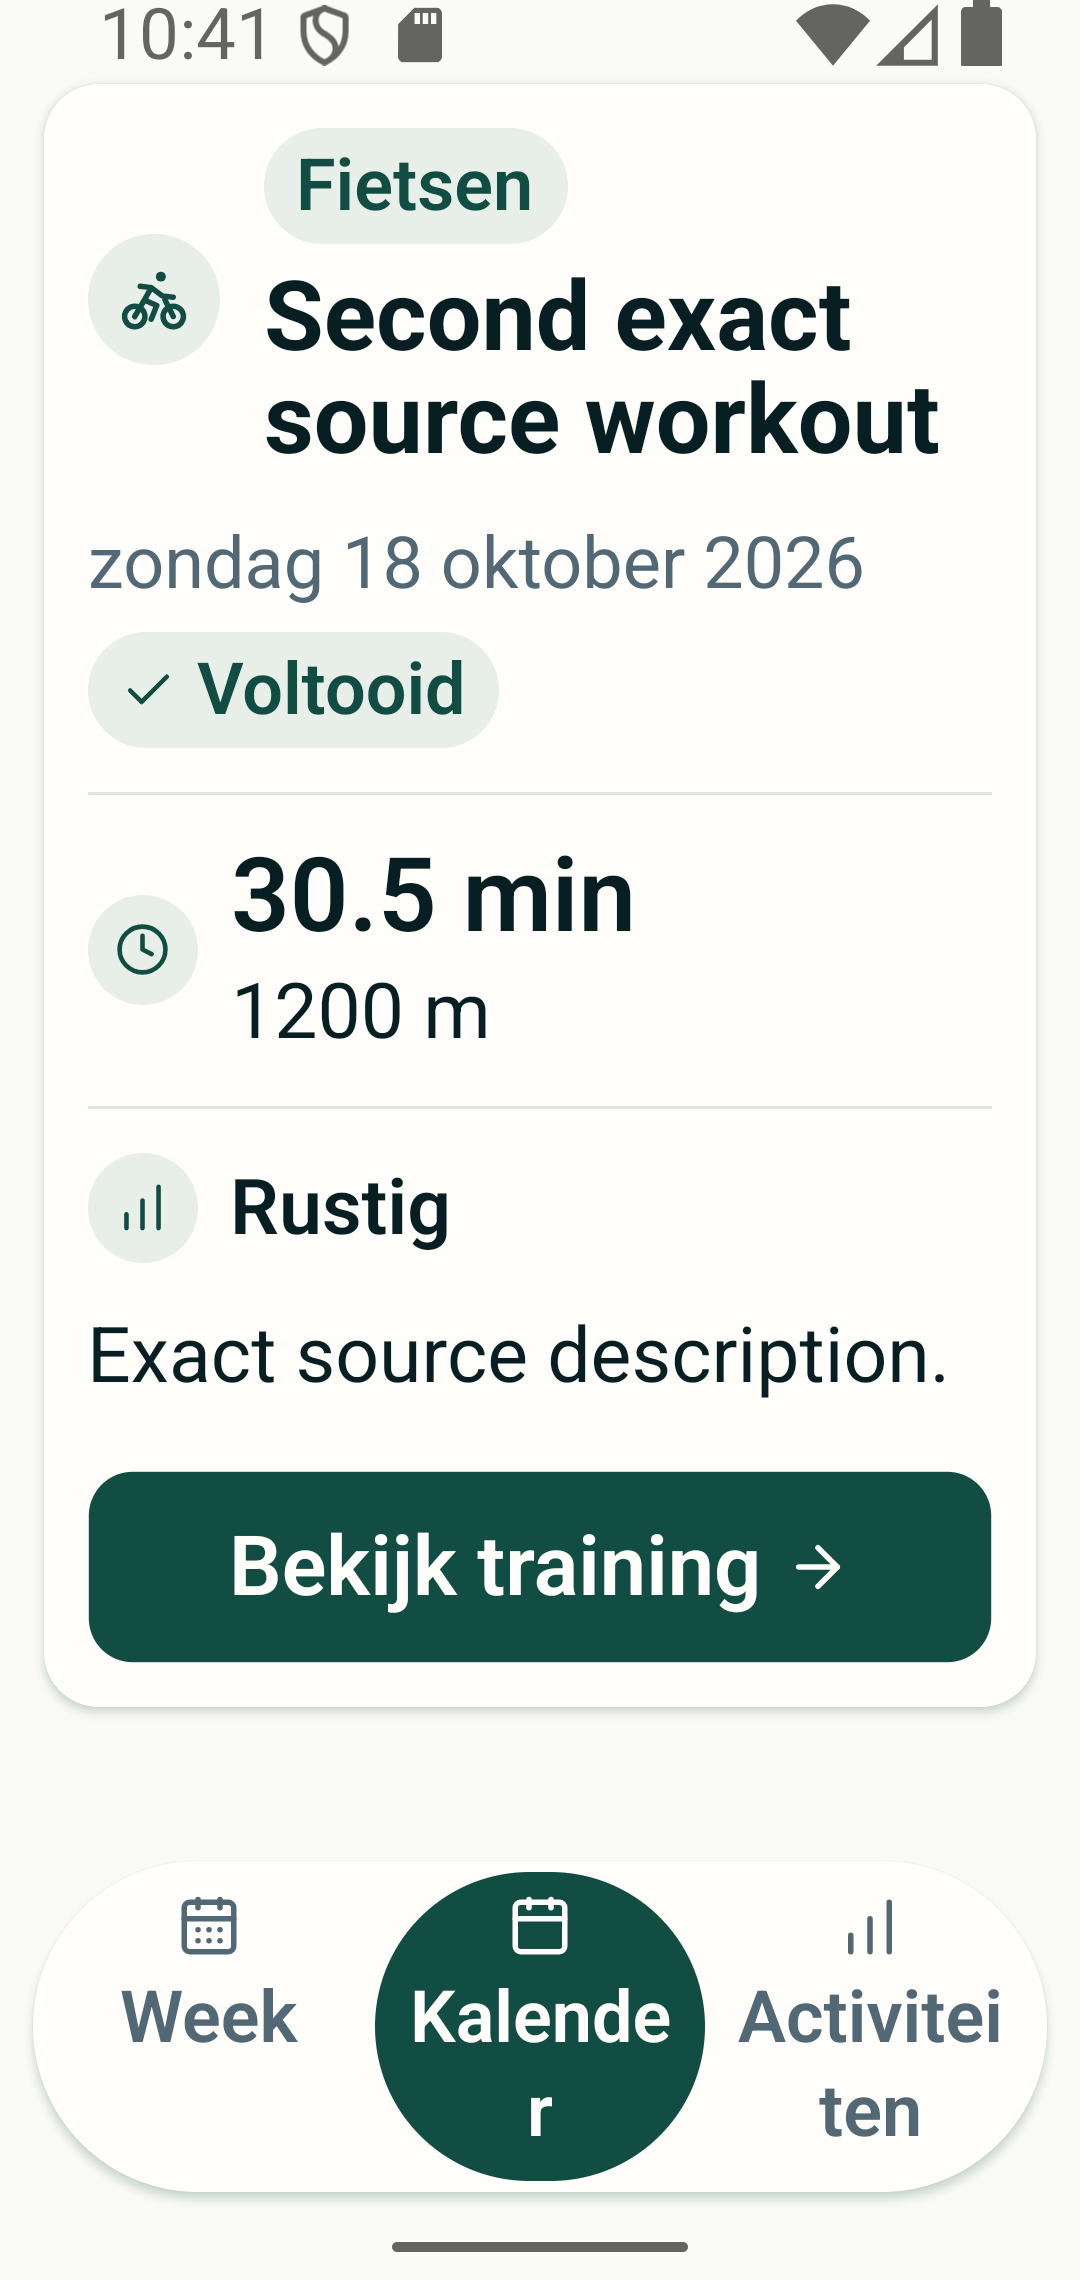 10:41
Fietsen
Second exact
source workout
zondag 18 oktober 2026
Voltooid
30.5 min
1200 m
Rustig
Exact source description.
Bekijk training
Week
Kalende
r
Activitei
ten